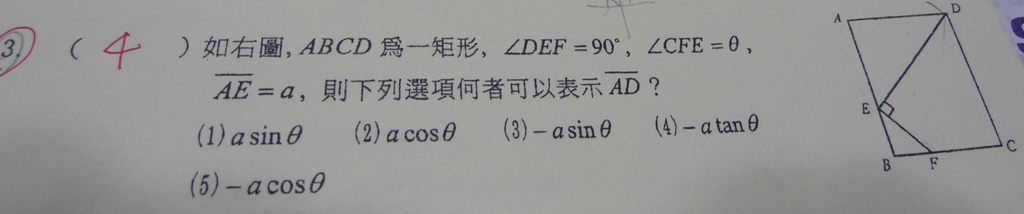 3. ( 4 ) 如右圖, ABCD 為一矩形, ∠DEF = 90°, ∠CFE = θ,
AE = a, 則下列選項何者可以表示 AD?
(1) a sin θ (2) a cos θ (3) - a sin θ (4) - a tan θ
(5) - a cos θ
A
D
E
B
F
C